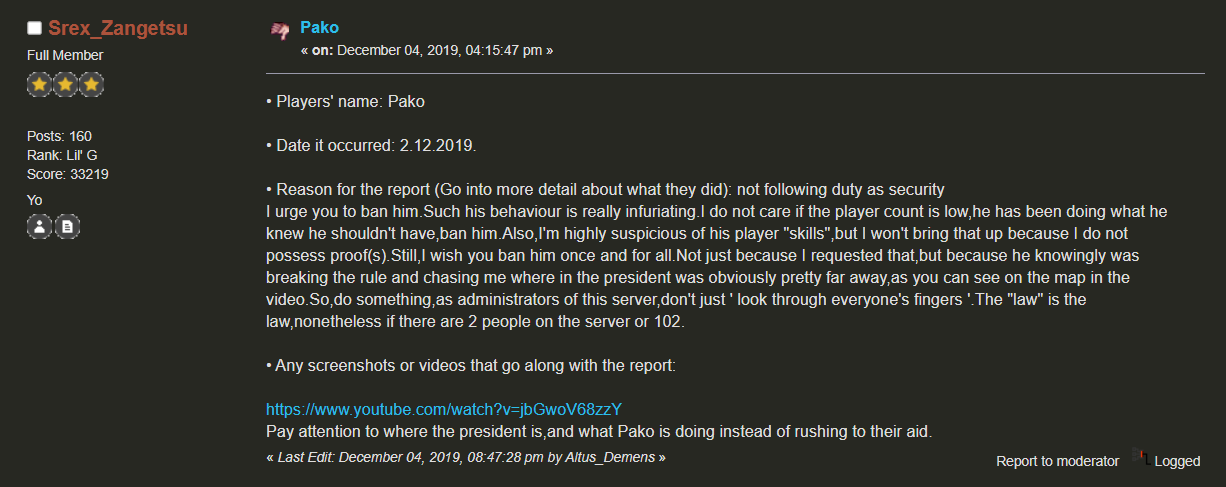 Srex_Zangetsu
Full Member
Posts: 160
Rank: Lil' G
Score: 33219
Yo
Pako
« on: December 04, 2019, 04:15:47 pm »
• Players' name: Pako
• Date it occurred: 2.12.2019.
• Reason for the report (Go into more detail about what they did): not following duty as security
I urge you to ban him.Such his behaviour is really infuriating.I do not care if the player count is low,he has been doing what he
knew he shouldn't have,ban him.Also,I'm highly suspicious of his player "skills",but I won't bring that up because I do not
possess proof(s).Still,I wish you ban him once and for all.Not just because I requested that,but because he knowingly was
breaking the rule and chasing me where in the president was obviously pretty far away,as you can see on the map in the
video.So,do something,as administrators of this server,don't just ' look through everyone's fingers '.The "law" is the
law,nonetheless if there are 2 people on the server or 102.
• Any screenshots or videos that go along with the report:
https://www.youtube.com/watch?v=jbGwoV68zzY
Pay attention to where the president is,and what Pako is doing instead of rushing to their aid.
« Last Edit: December 04, 2019, 08:47:28 pm by Altus_Demens »
Report to moderator Logged